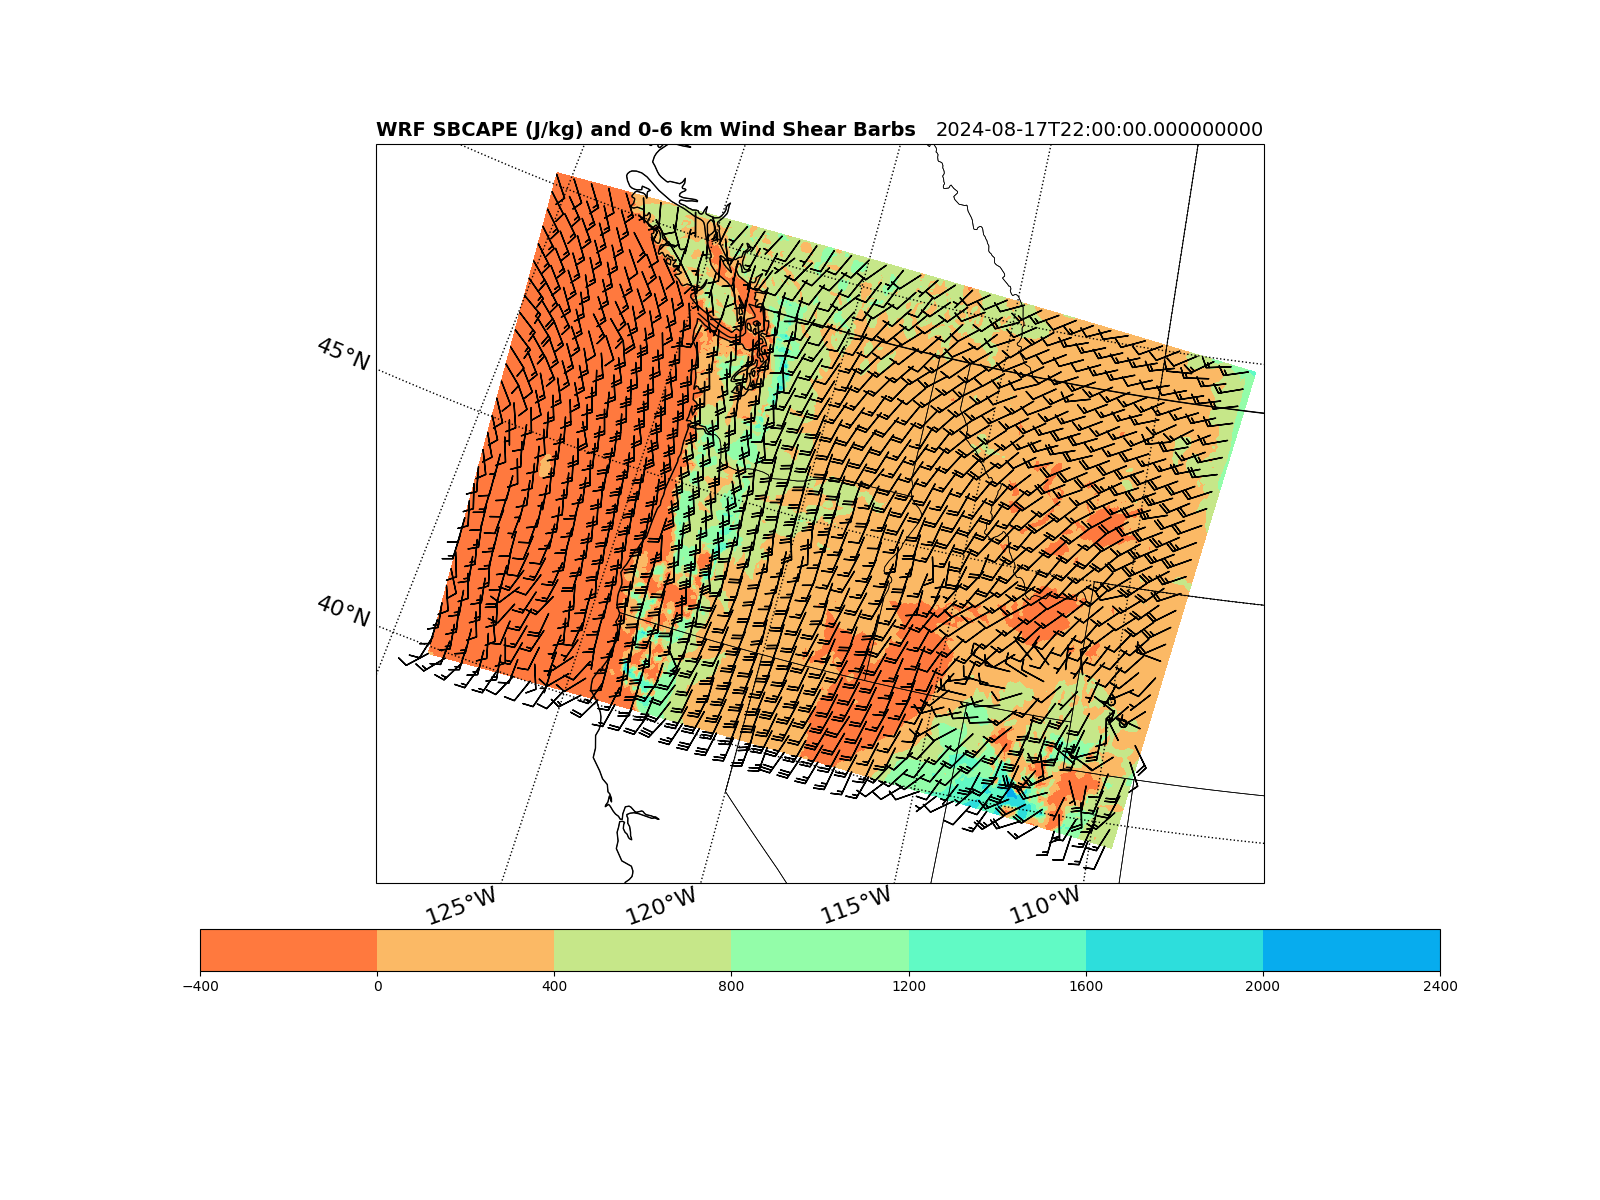 WRF SBCAPE (J/kg) and 0-6 km Wind Shear Barbs 2024-08-17T22:00:00.000000000
45°N
40°N
125°W 120°W 115°W 110°W
−400 0 400 800 1200 1600 2000 2400